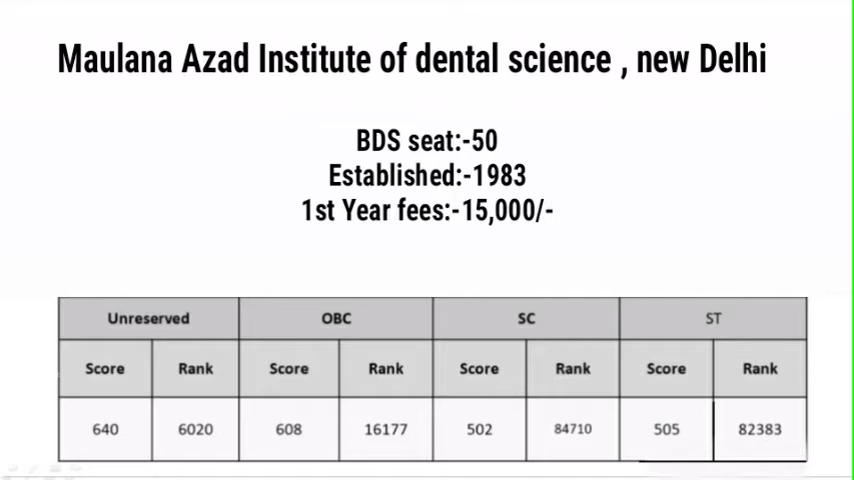 Maulana Azad Institute of dental science , new Delhi
BDS seat:-50
Established:-1983
1st Year fees:-15,000/-
Unreserved OBC SC ST
Score Rank Score Rank Score Rank Score Rank
640 6020 608 16177 502 84710 505 82383